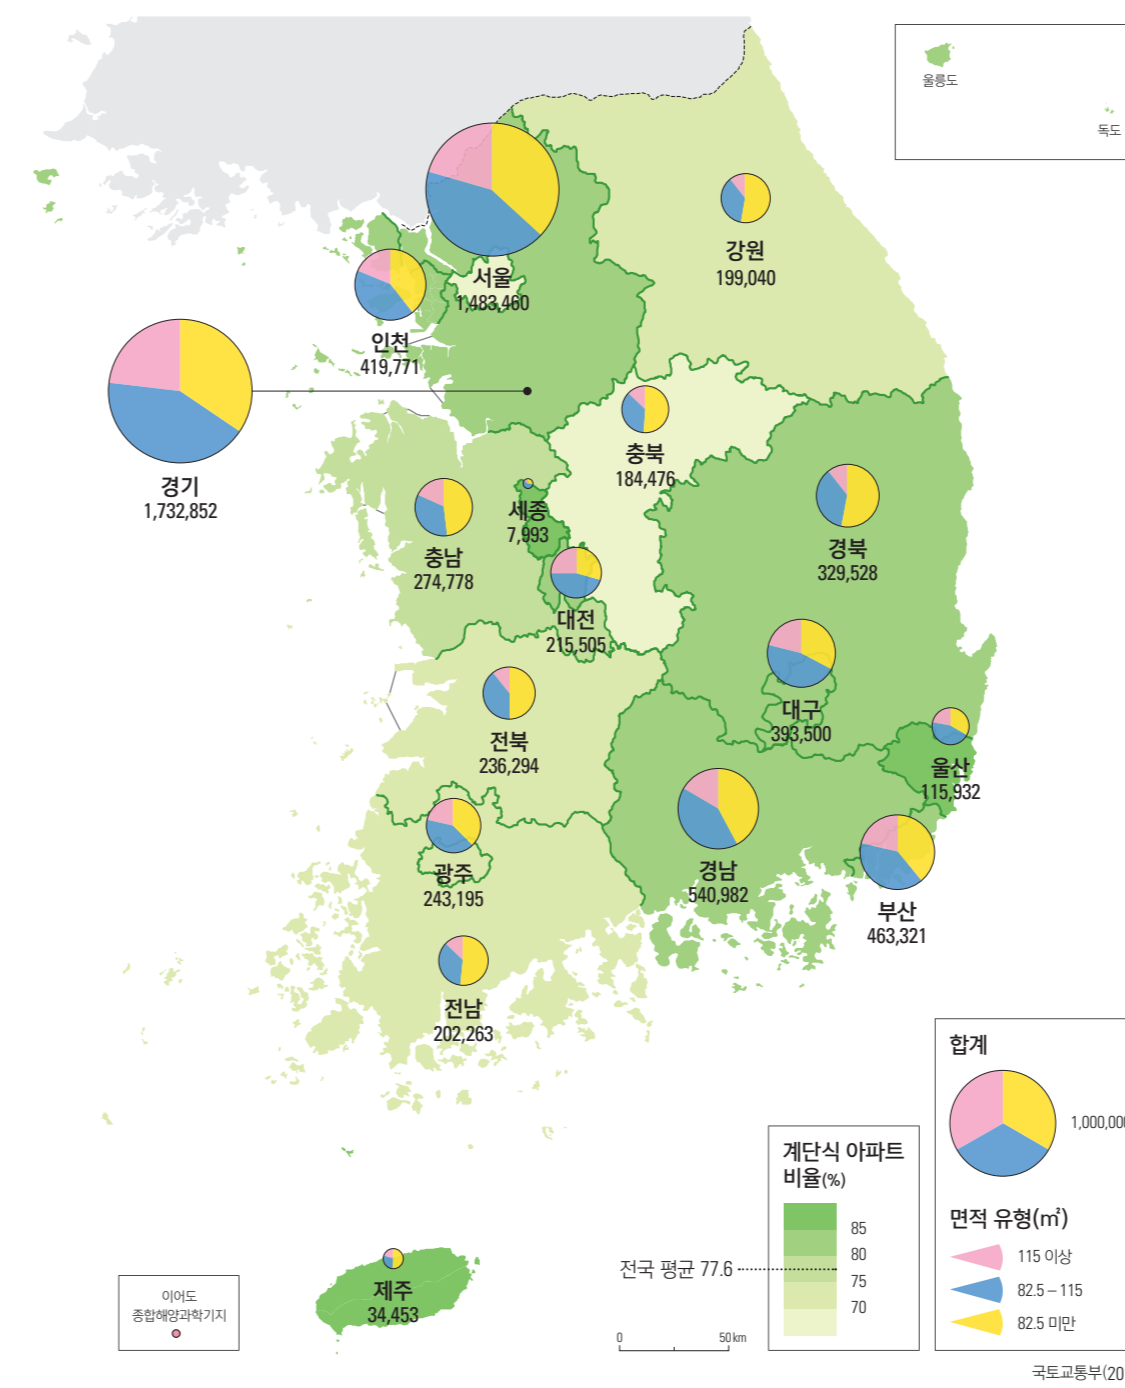 울릉도
독도
강원
199,040
서울
1,483,460
인천
419,771
경기
1,732,852
충북
184,476
세종
7,993
충남
274,778
경북
329,528
대전
215,505
대구
393,500
전북
236,294
울산
115,932
경남
540,982
광주
243,195
부산
463,321
전남
202,263
제주
34,453
이어도
종합해양과학기지
전국 평균 77.6
0 50 km
계단식 아파트
비율(%)
85
80
75
70
합계
1,000,000
면적 유형(㎡)
115 이상
82.5 – 115
82.5 미만
국토교통부(20